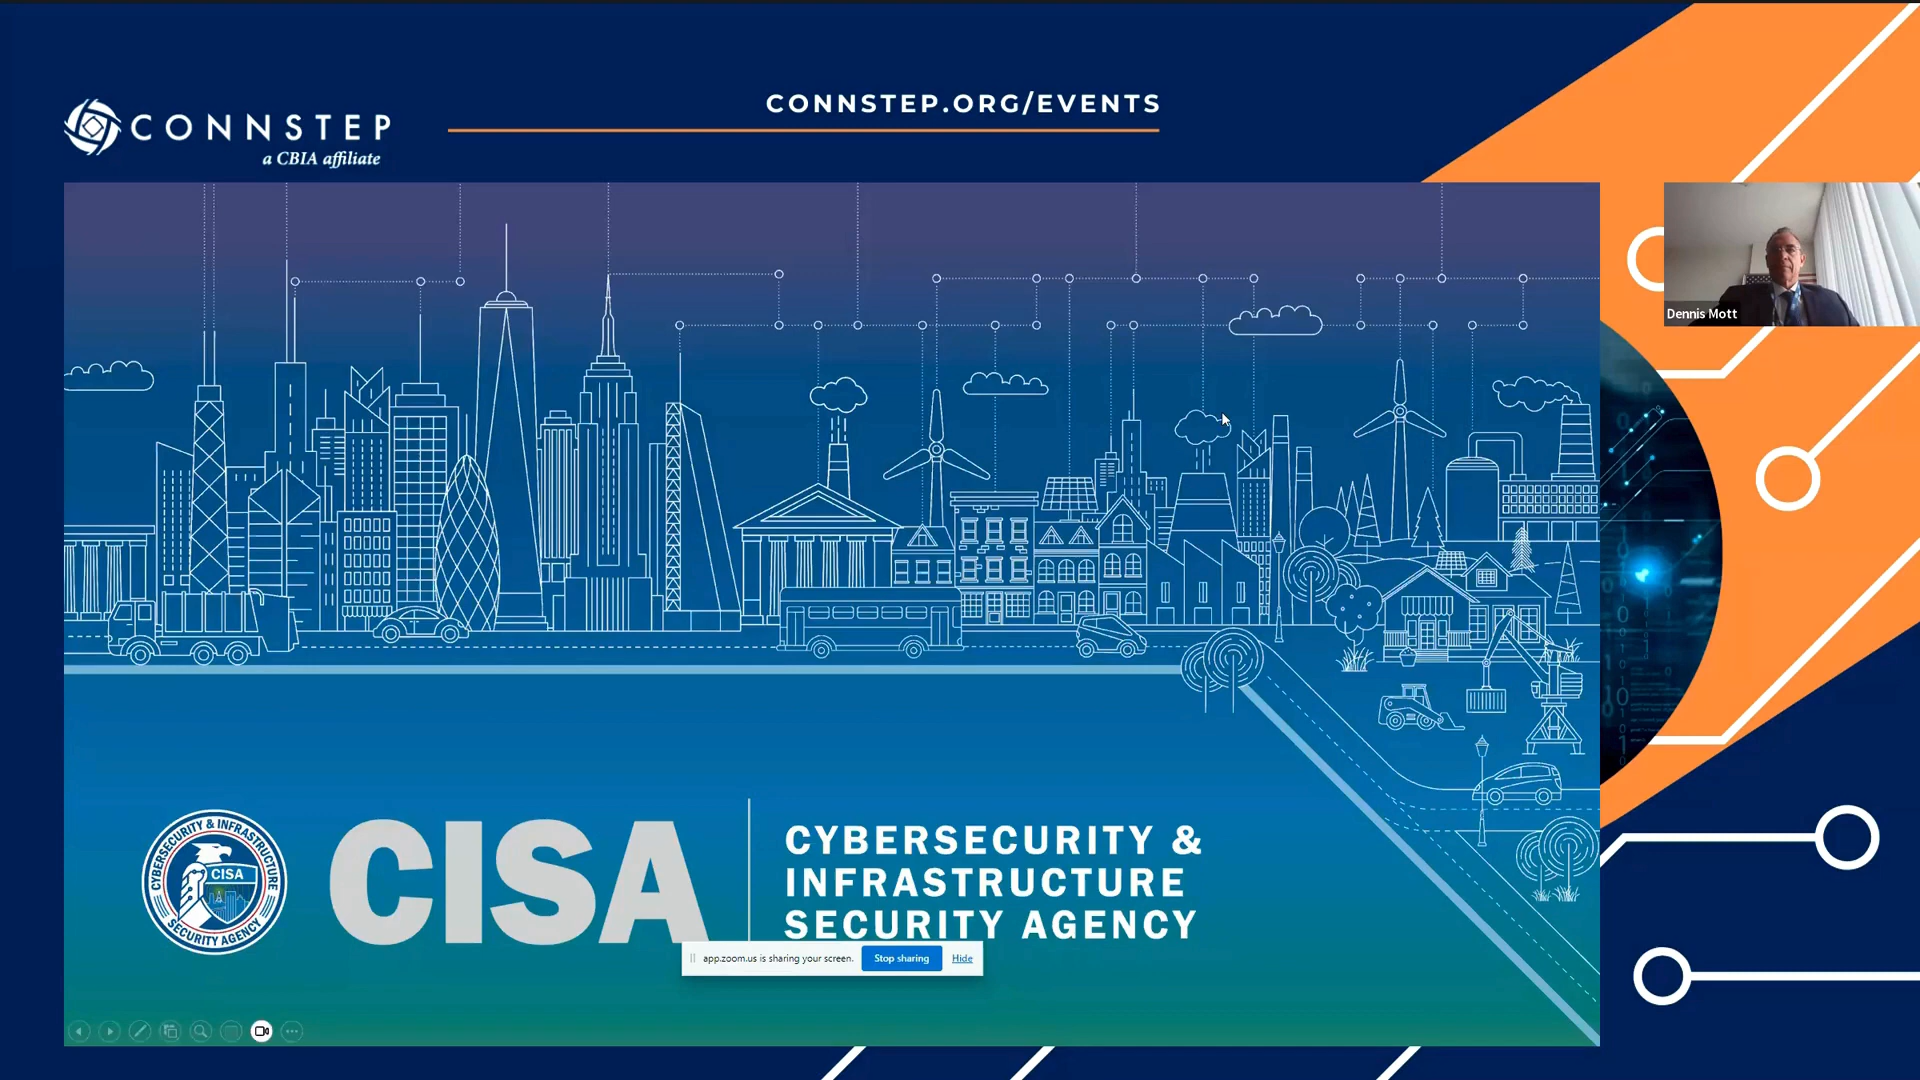 CONNSTEP
a CBIA affiliate
CONNSTEP.ORG/EVENTS
Dennis Mott
CYBERSECURITY & INFRASTRUCTURE
CISA
SECURITY AGENCY
CISA
CYBERSECURITY &
INFRASTRUCTURE
SECURITY AGENCY
app.zoom.us is sharing your screen.
Stop sharing
Hide